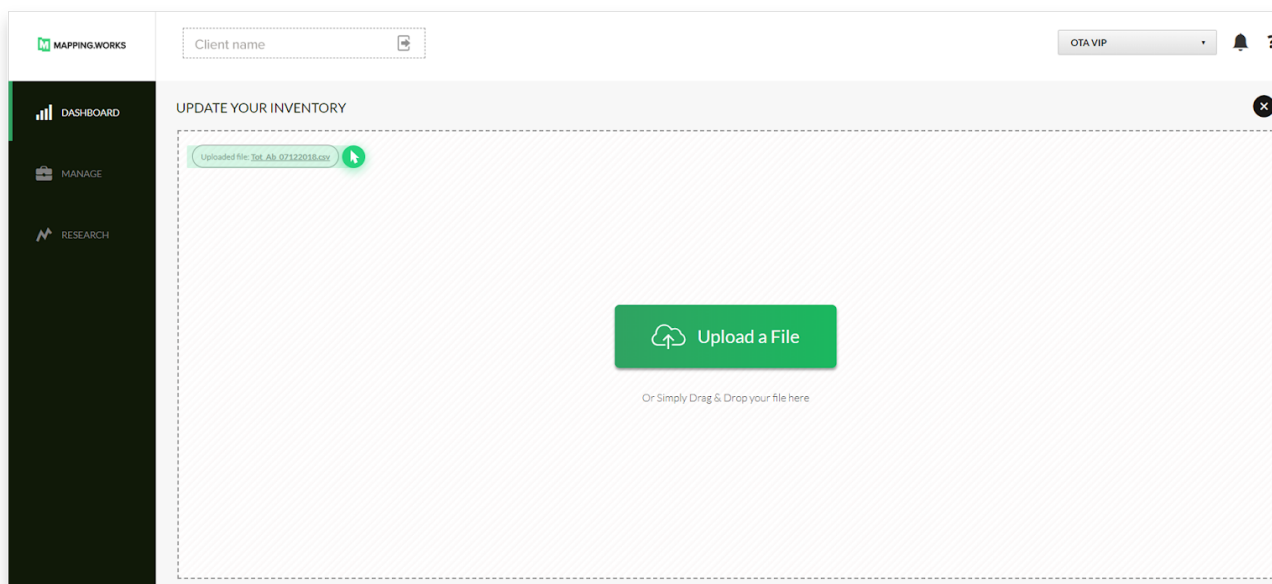 MAPPING.WORKS
Client name
OTA VIP
?
DASHBOARD
UPDATE YOUR INVENTORY
Uploaded file: Tot_Ab_07122018.csv
MANAGE
RESEARCH
Upload a File
Or Simply Drag & Drop your file here